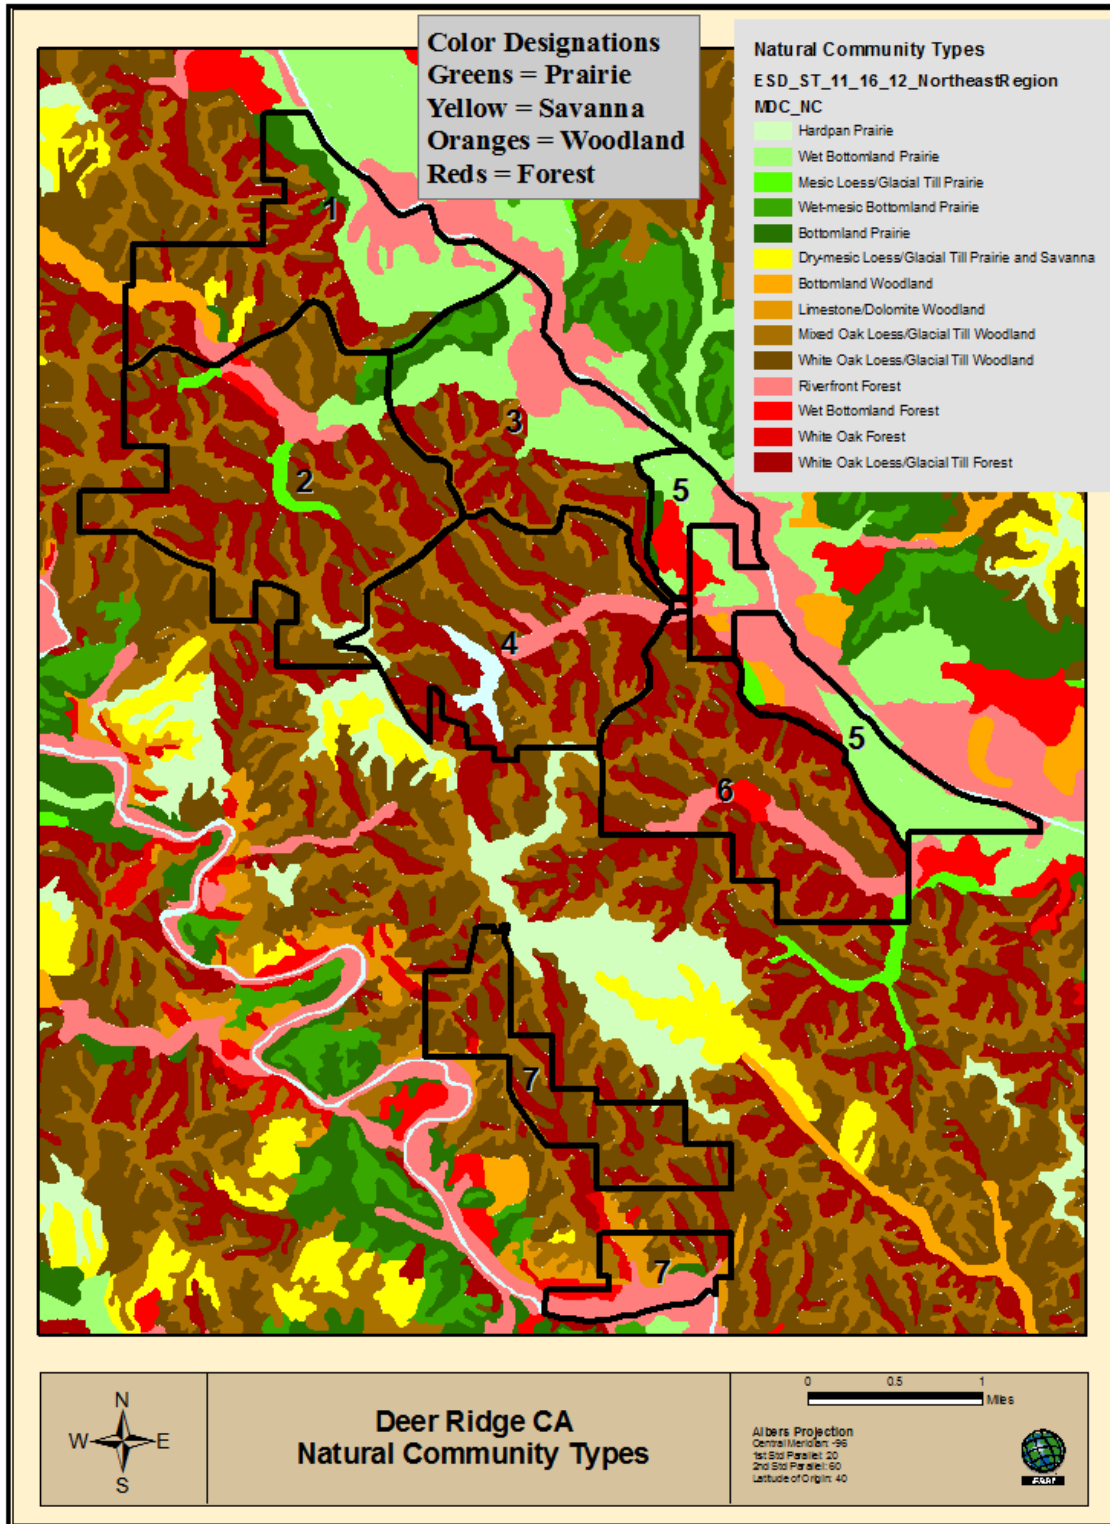 Color Designations
Greens = Prairie
Yellow = Savanna
Oranges = Woodland
Reds = Forest
Natural Community Types
ESD_ST_11_16_12_NortheastRegion
MDC_NC
Hardpan Prairie
Wet Bottomland Prairie
Mesic Loess/Glacial Till Prairie
Wet-mesic Bottomland Prairie
Bottomland Prairie
Dry-mesic Loess/Glacial Till Prairie and Savanna
Bottomland Woodland
Limestone/Dolomite Woodland
Mixed Oak Loess/Glacial Till Woodland
White Oak Loess/Glacial Till Woodland
Riverfront Forest
Wet Bottomland Forest
White Oak Forest
White Oak Loess/Glacial Till Forest
1
2
3
5
4
5
6
7
7
N
W E
S
Deer Ridge CA
Natural Community Types
0 0.5 1
Miles
Albers Projection
Central Meridian: -96
1st Std Parallel: 20
2nd Std Parallel: 60
Latitude of Origin: 40